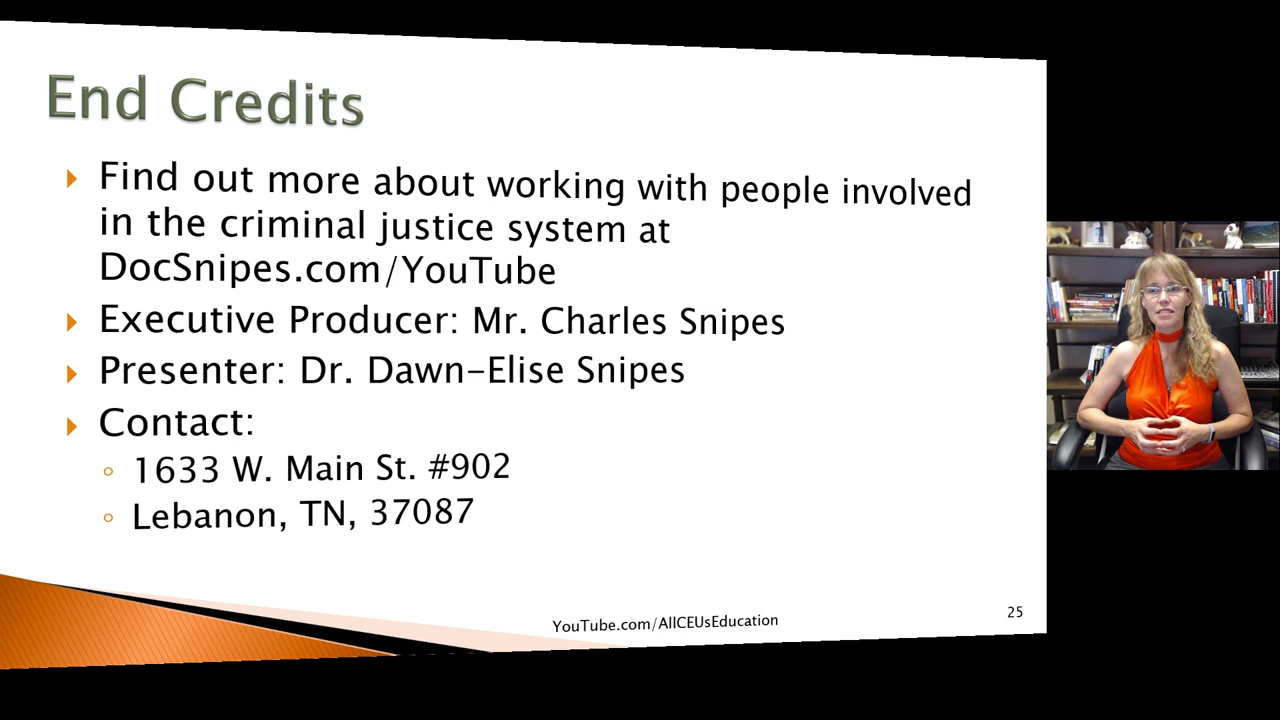 End Credits
Find out more about working with people involved
in the criminal justice system at
DocSnipes.com/YouTube
Executive Producer: Mr. Charles Snipes
Presenter: Dr. Dawn-Elise Snipes
Contact:
1633 W. Main St. #902
Lebanon, TN, 37087
YouTube.com/AllCEUsEducation
25